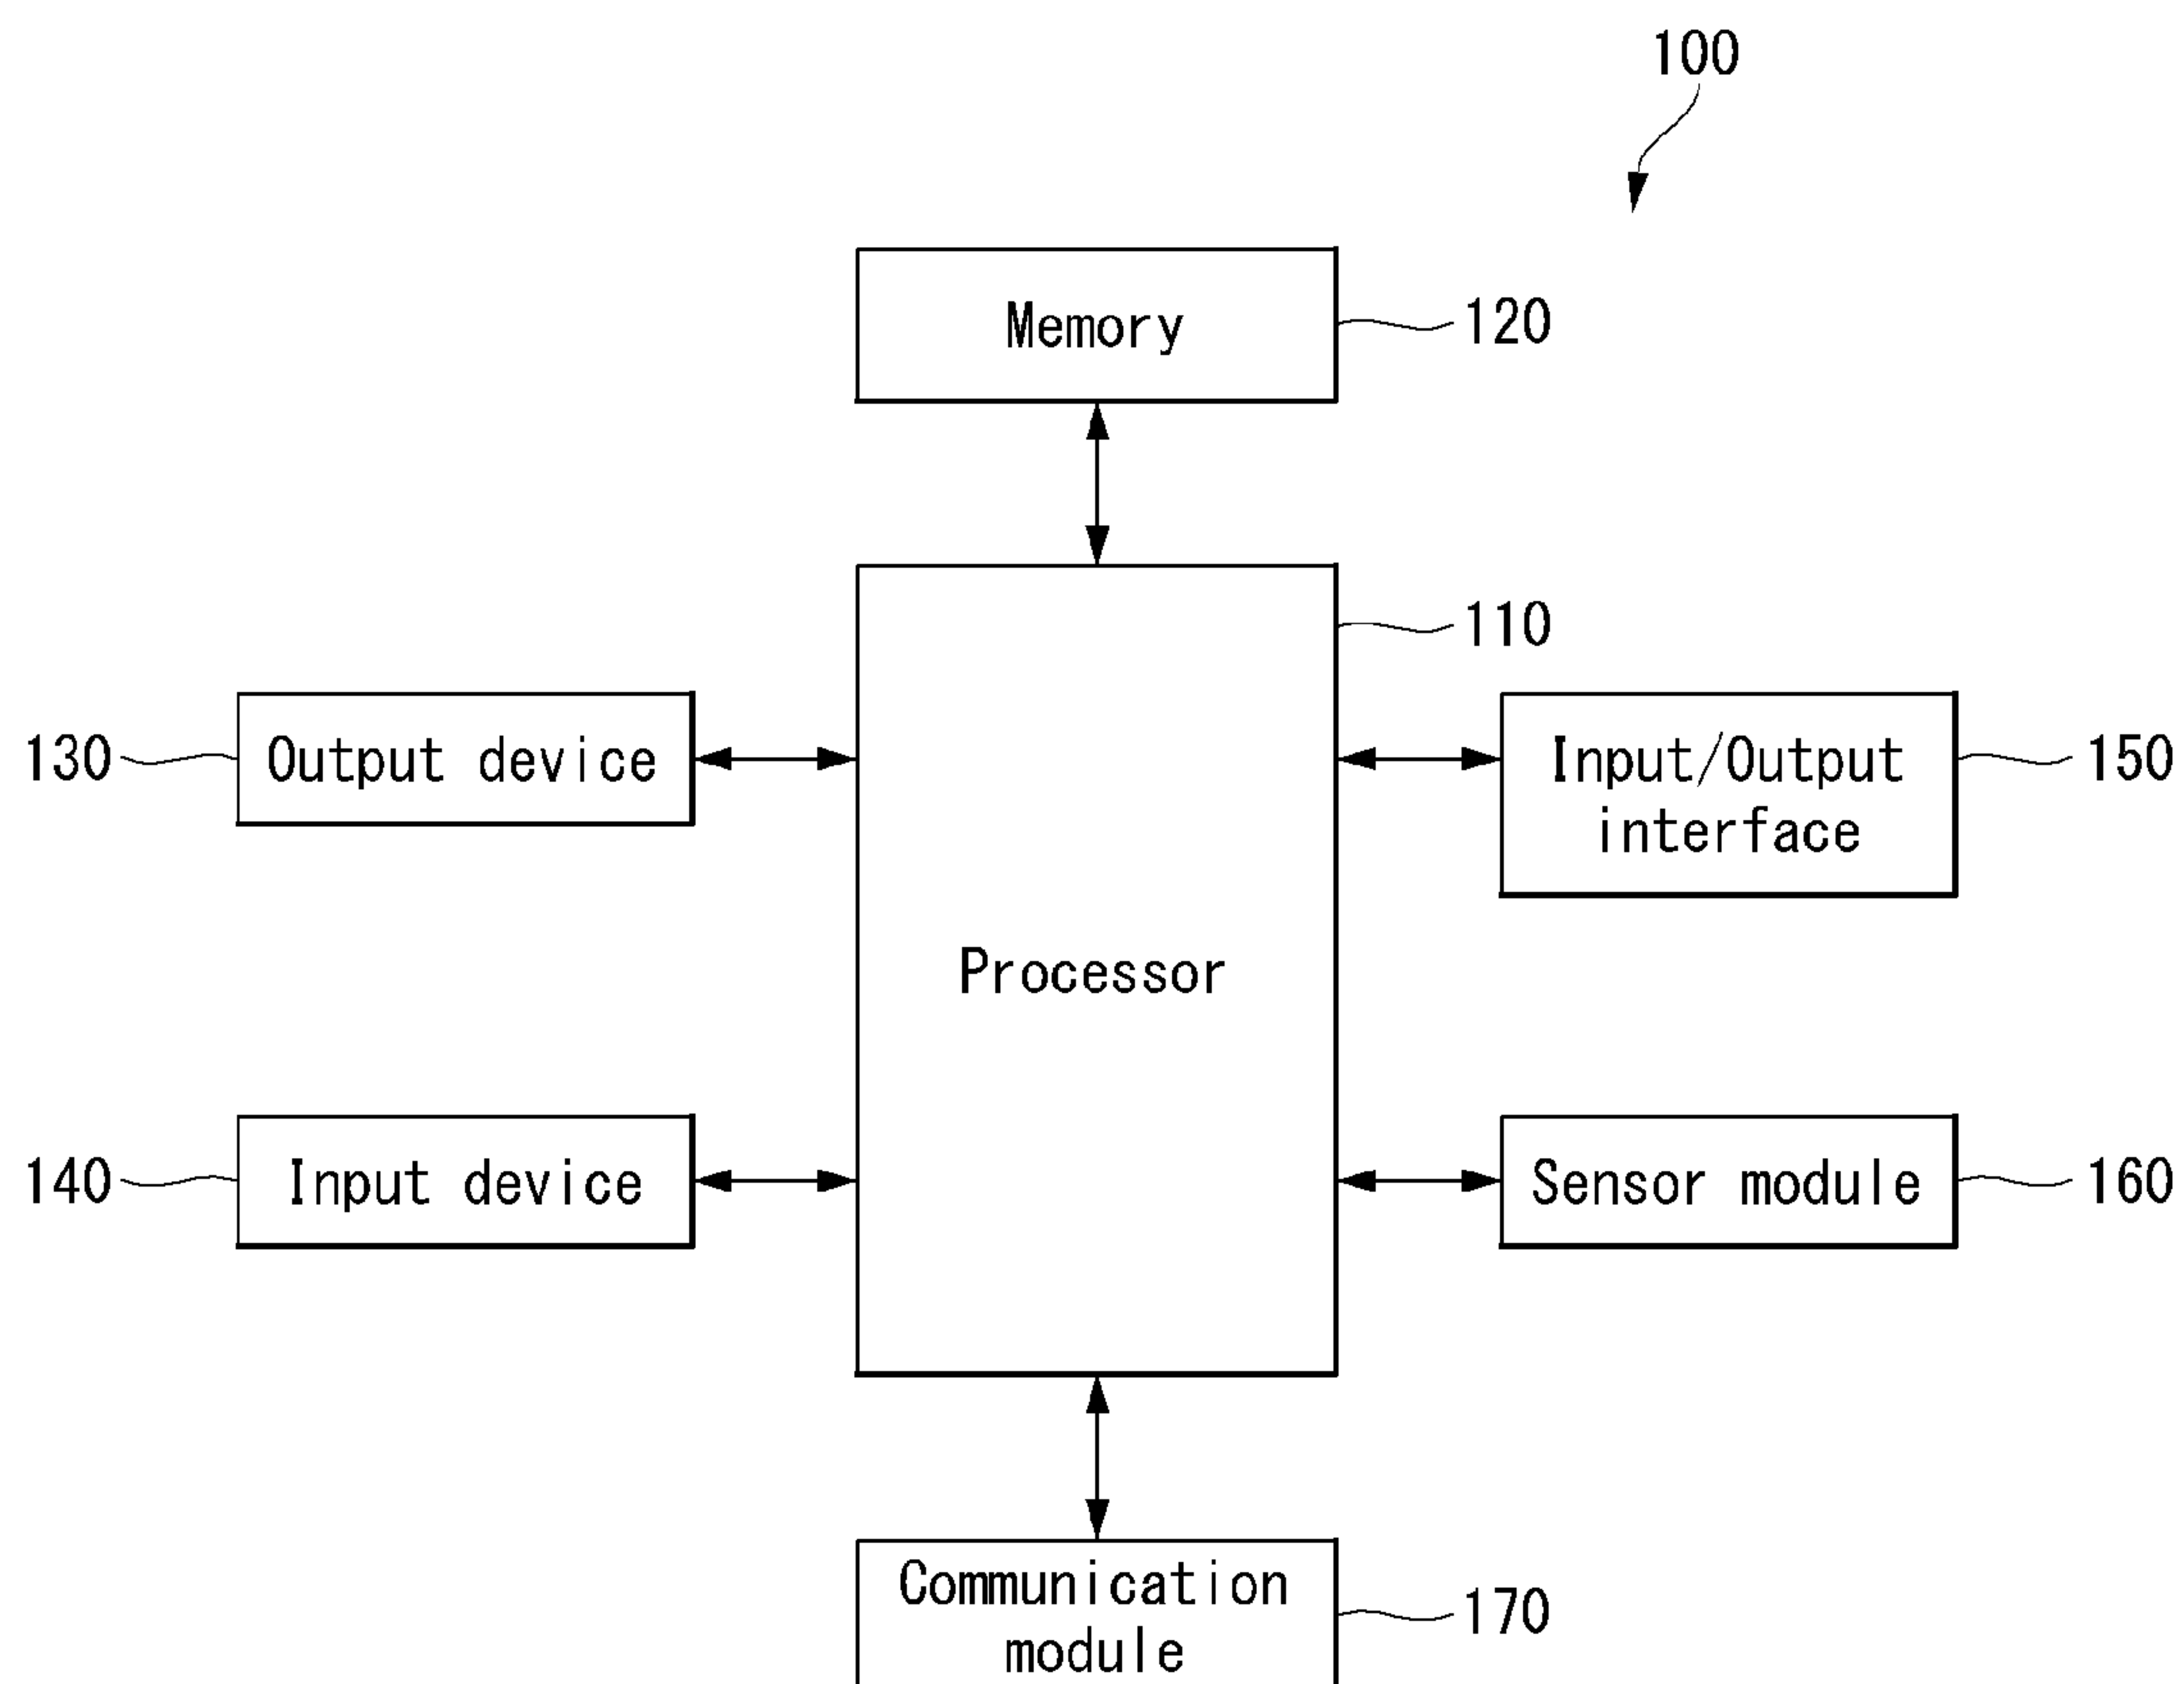 100
Memory
120
110
130
Output device
Input/Output
interface
150
Processor
140
Input device
Sensor module
160
Communication
module
170